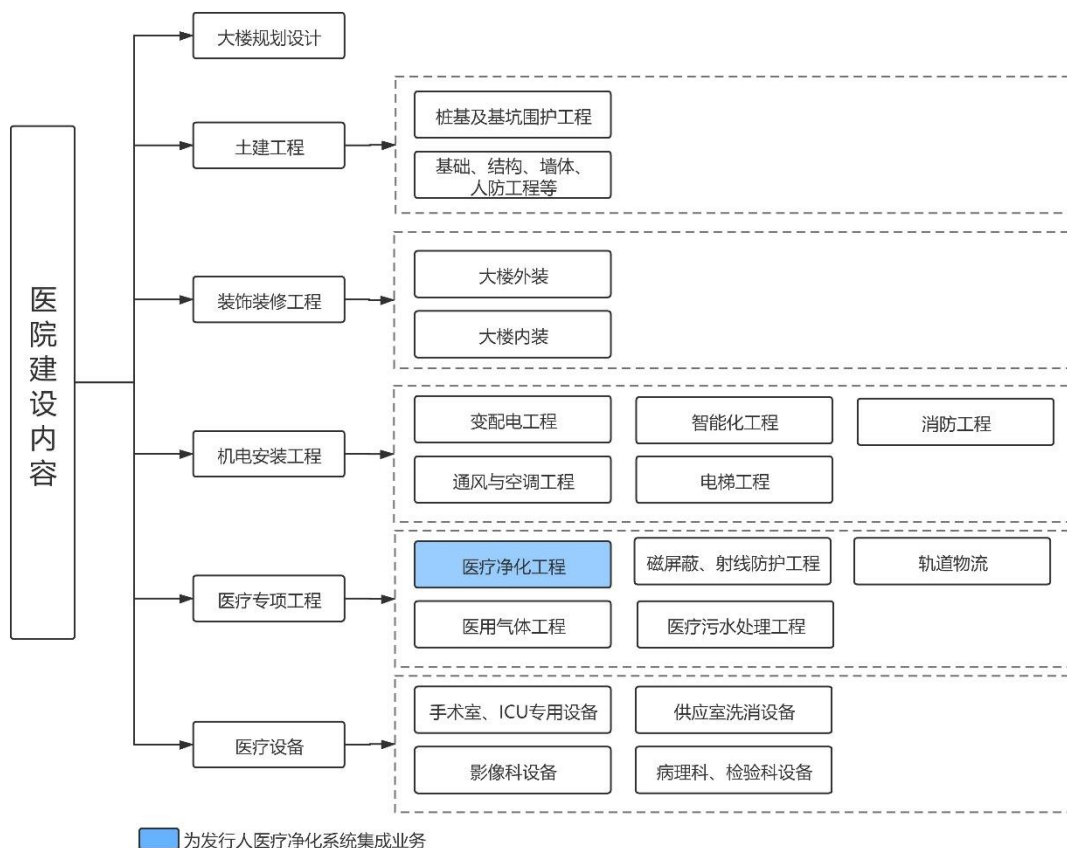 医院建设内容
大楼规划设计
土建工程
桩基及基坑围护工程
基础、结构、墙体、
人防工程等
装饰装修工程
大楼外装
大楼内装
机电安装工程
变配电工程
智能化工程
消防工程
通风与空调工程
电梯工程
医疗专项工程
医疗净化工程
磁屏蔽、射线防护工程
轨道物流
医用气体工程
医疗污水处理工程
医疗设备
手术室、ICU专用设备
供应室洗消设备
影像科设备
病理科、检验科设备
为发行人医疗净化系统集成业务